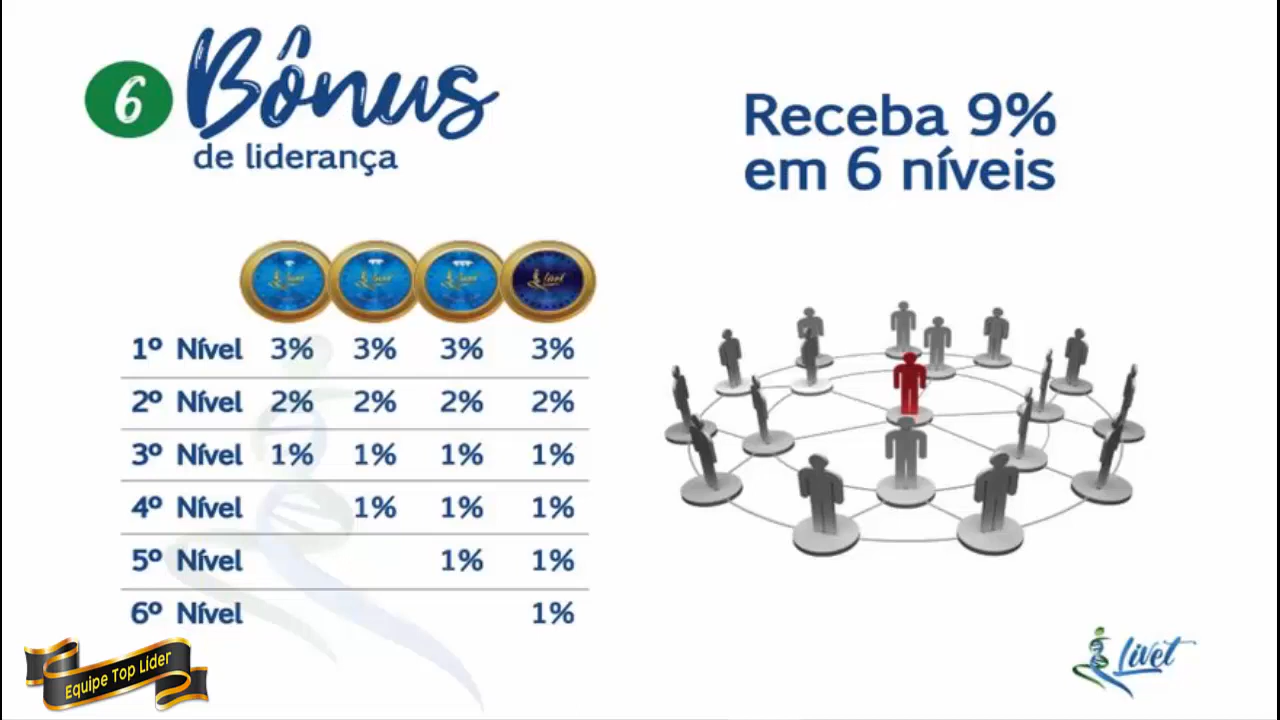 6 Bônus
de liderança
Receba 9%
em 6 níveis
1º Nível 3% 3% 3% 3%
2º Nível 2% 2% 2% 2%
3º Nível 1% 1% 1% 1%
4º Nível 1% 1% 1%
5º Nível 1% 1%
6º Nível 1%
Equipe Top Lider
Livet